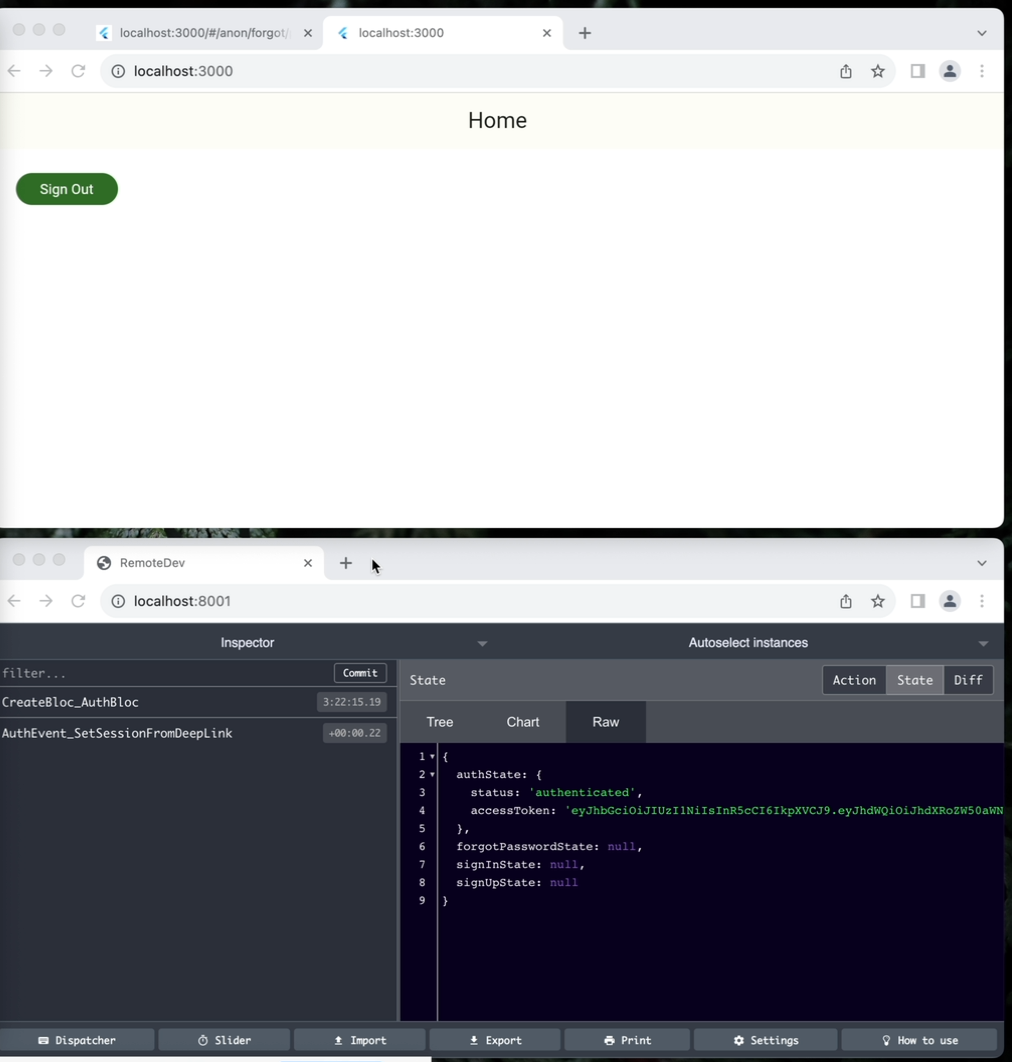 localhost:3000/#/anon/forgot/
localhost:3000
localhost:3000
Home
Sign Out
RemoteDev
localhost:8001
Inspector
Autoselect instances
filter...
Commit
State
Action
State
Diff
CreateBloc_AuthBloc
3:22:15.19
AuthEvent_SetSessionFromDeepLink
+00:00.22
Tree
Chart
Raw
1 {
2 authState: {
3 status: 'authenticated',
4 accessToken: 'eyJhbGciOiJIUzI1NiIsInR5cCI6IkpXVCJ9.eyJhdWQiOiJhdXRoZW50aWN
5 },
6 forgotPasswordState: null,
7 signInState: null,
8 signUpState: null
9 }
Dispatcher
Slider
Import
Export
Print
Settings
How to use